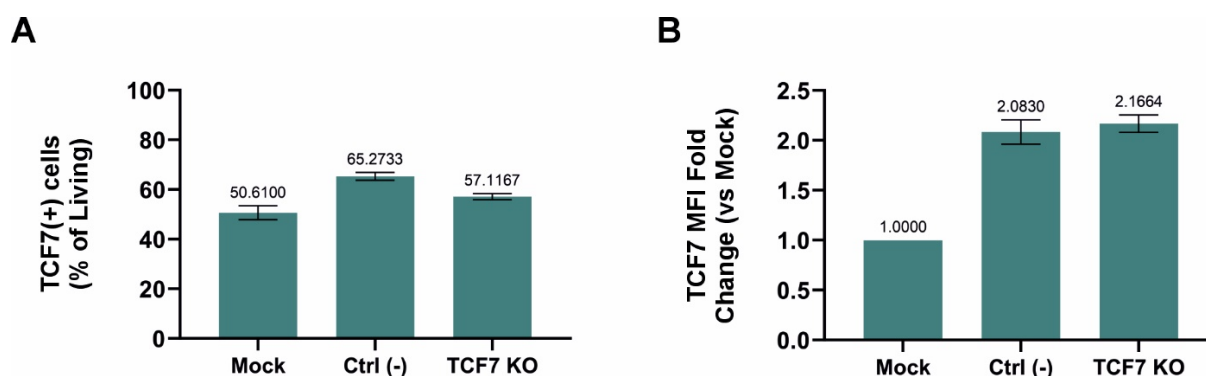 A
TCF7(+) cells
(% of Living)
100
80
60
40
20
0
50.6100
65.2733
57.1167
Mock
Ctrl (-)
TCF7 KO
B
TCF7 MFI Fold
Change (vs Mock)
2.5
2.0
1.5
1.0
0.5
0.0
1.0000
2.0830
2.1664
Mock
Ctrl (-)
TCF7 KO